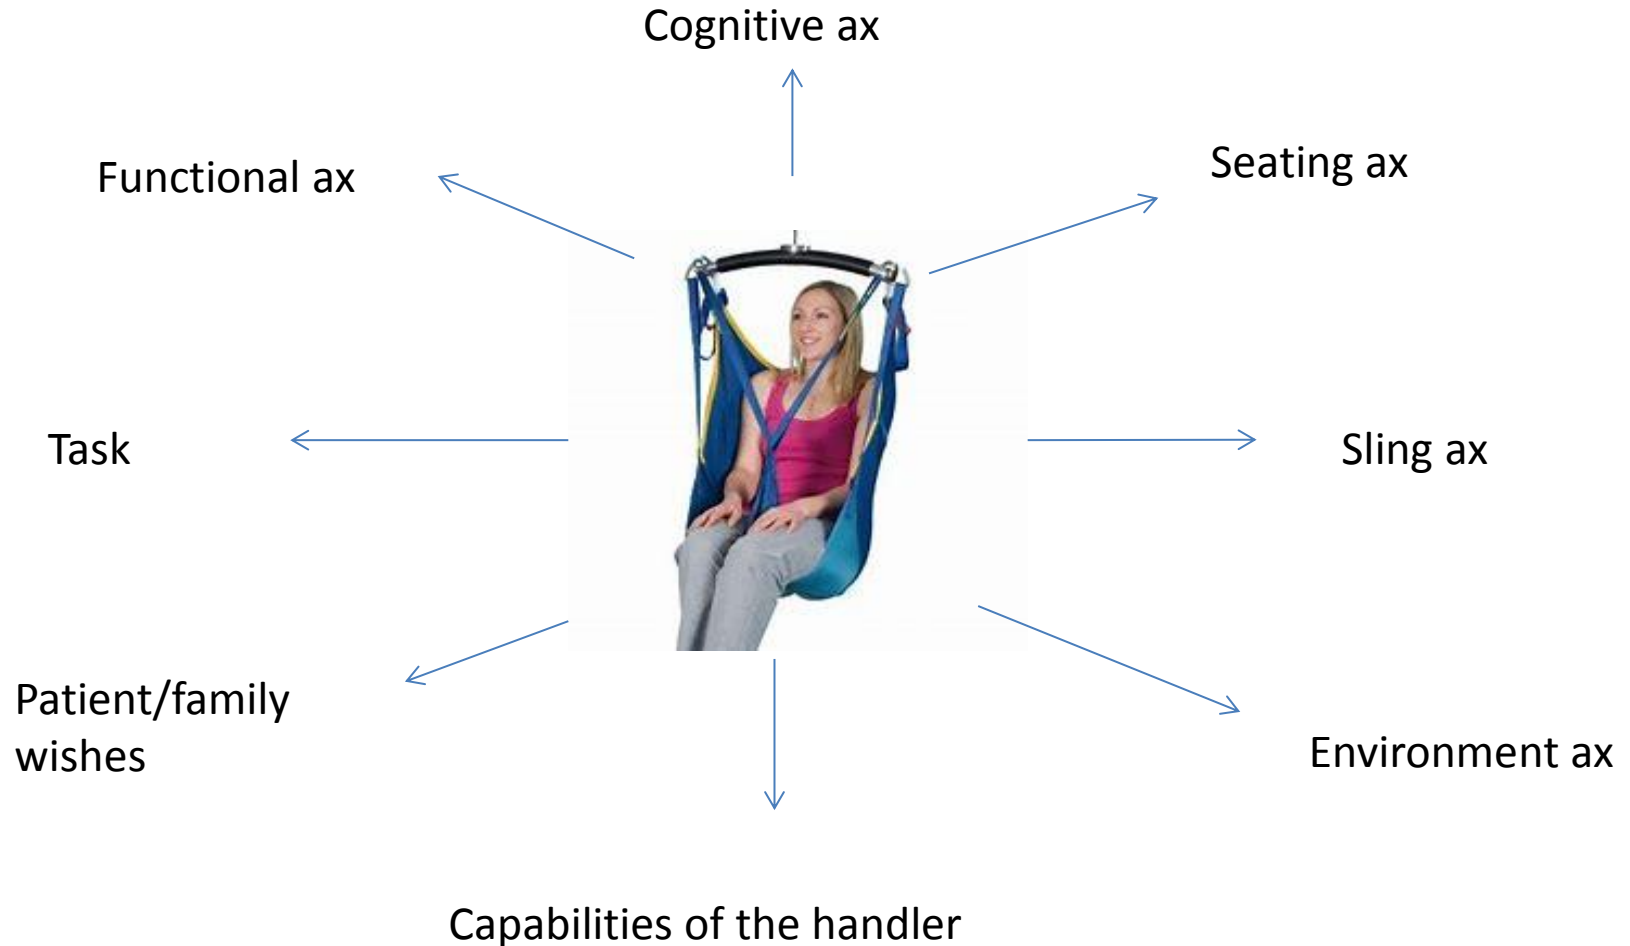 Cognitive ax
Functional ax
Seating ax
Task
Sling ax
Patient/family
wishes
Environment ax
Capabilities of the handler